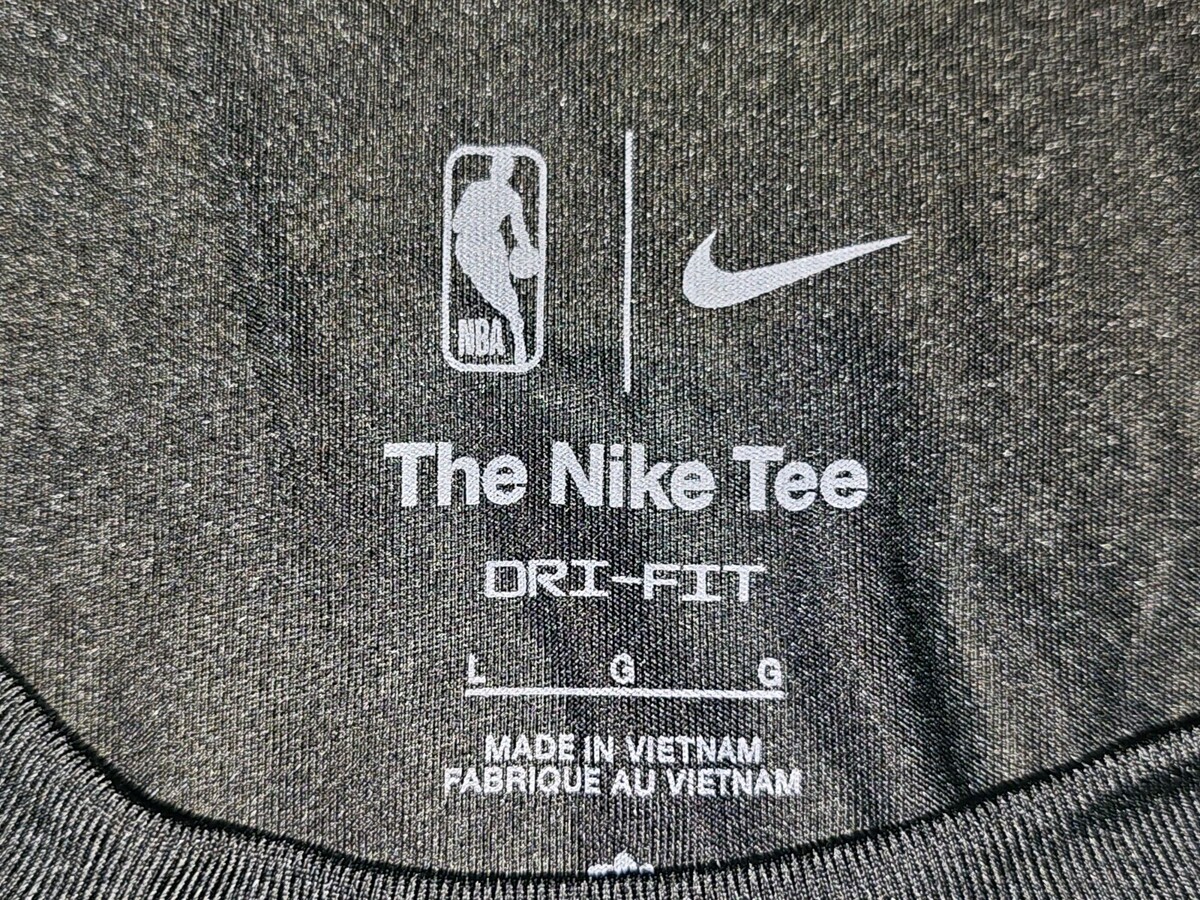 NBA
The Nike Tee
DRI-FIT
L G G
MADE IN VIETNAM
FABRIQUE AU VIETNAM